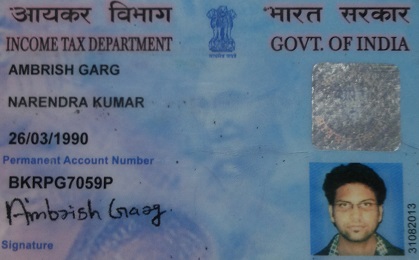 आयकर विभाग
भारत सरकार
INCOME TAX DEPARTMENT
GOVT. OF INDIA
AMBRISH GARG
NARENDRA KUMAR
26/03/1990
Permanent Account Number
BKRPG7059P
Ambrish Garg.
Signature
31082013